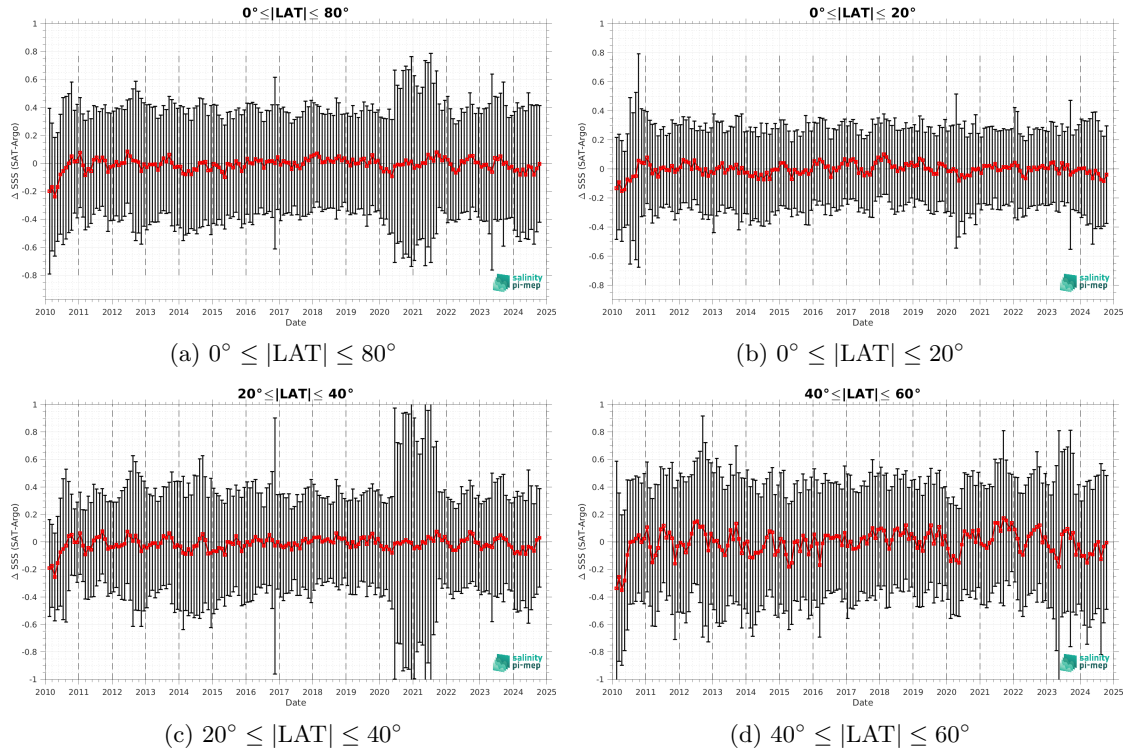 0°≤|LAT|≤ 80°
1
0.8
0.6
0.4
0.2
0
-0.2
-0.4
-0.6
-0.8
Δ SSS (SAT-Argo)
2010 2011 2012 2013 2014 2015 2016 2017 2018 2019 2020 2021 2022 2023 2024 2025
Date
salinity
pi-mep
(a) 0° ≤ |LAT| ≤ 80°
0°≤|LAT|≤ 20°
1
0.8
0.6
0.4
0.2
0
-0.2
-0.4
-0.6
-0.8
Δ SSS (SAT-Argo)
2010 2011 2012 2013 2014 2015 2016 2017 2018 2019 2020 2021 2022 2023 2024 2025
Date
salinity
pi-mep
(b) 0° ≤ |LAT| ≤ 20°
20°≤|LAT|≤ 40°
1
0.8
0.6
0.4
0.2
0
-0.2
-0.4
-0.6
-0.8
-1
Δ SSS (SAT-Argo)
2010 2011 2012 2013 2014 2015 2016 2017 2018 2019 2020 2021 2022 2023 2024 2025
Date
salinity
pi-mep
(c) 20° ≤ |LAT| ≤ 40°
40°≤|LAT|≤ 60°
1
0.8
0.6
0.4
0.2
0
-0.2
-0.4
-0.6
-0.8
-1
Δ SSS (SAT-Argo)
2010 2011 2012 2013 2014 2015 2016 2017 2018 2019 2020 2021 2022 2023 2024 2025
Date
salinity
pi-mep
(d) 40° ≤ |LAT| ≤ 60°